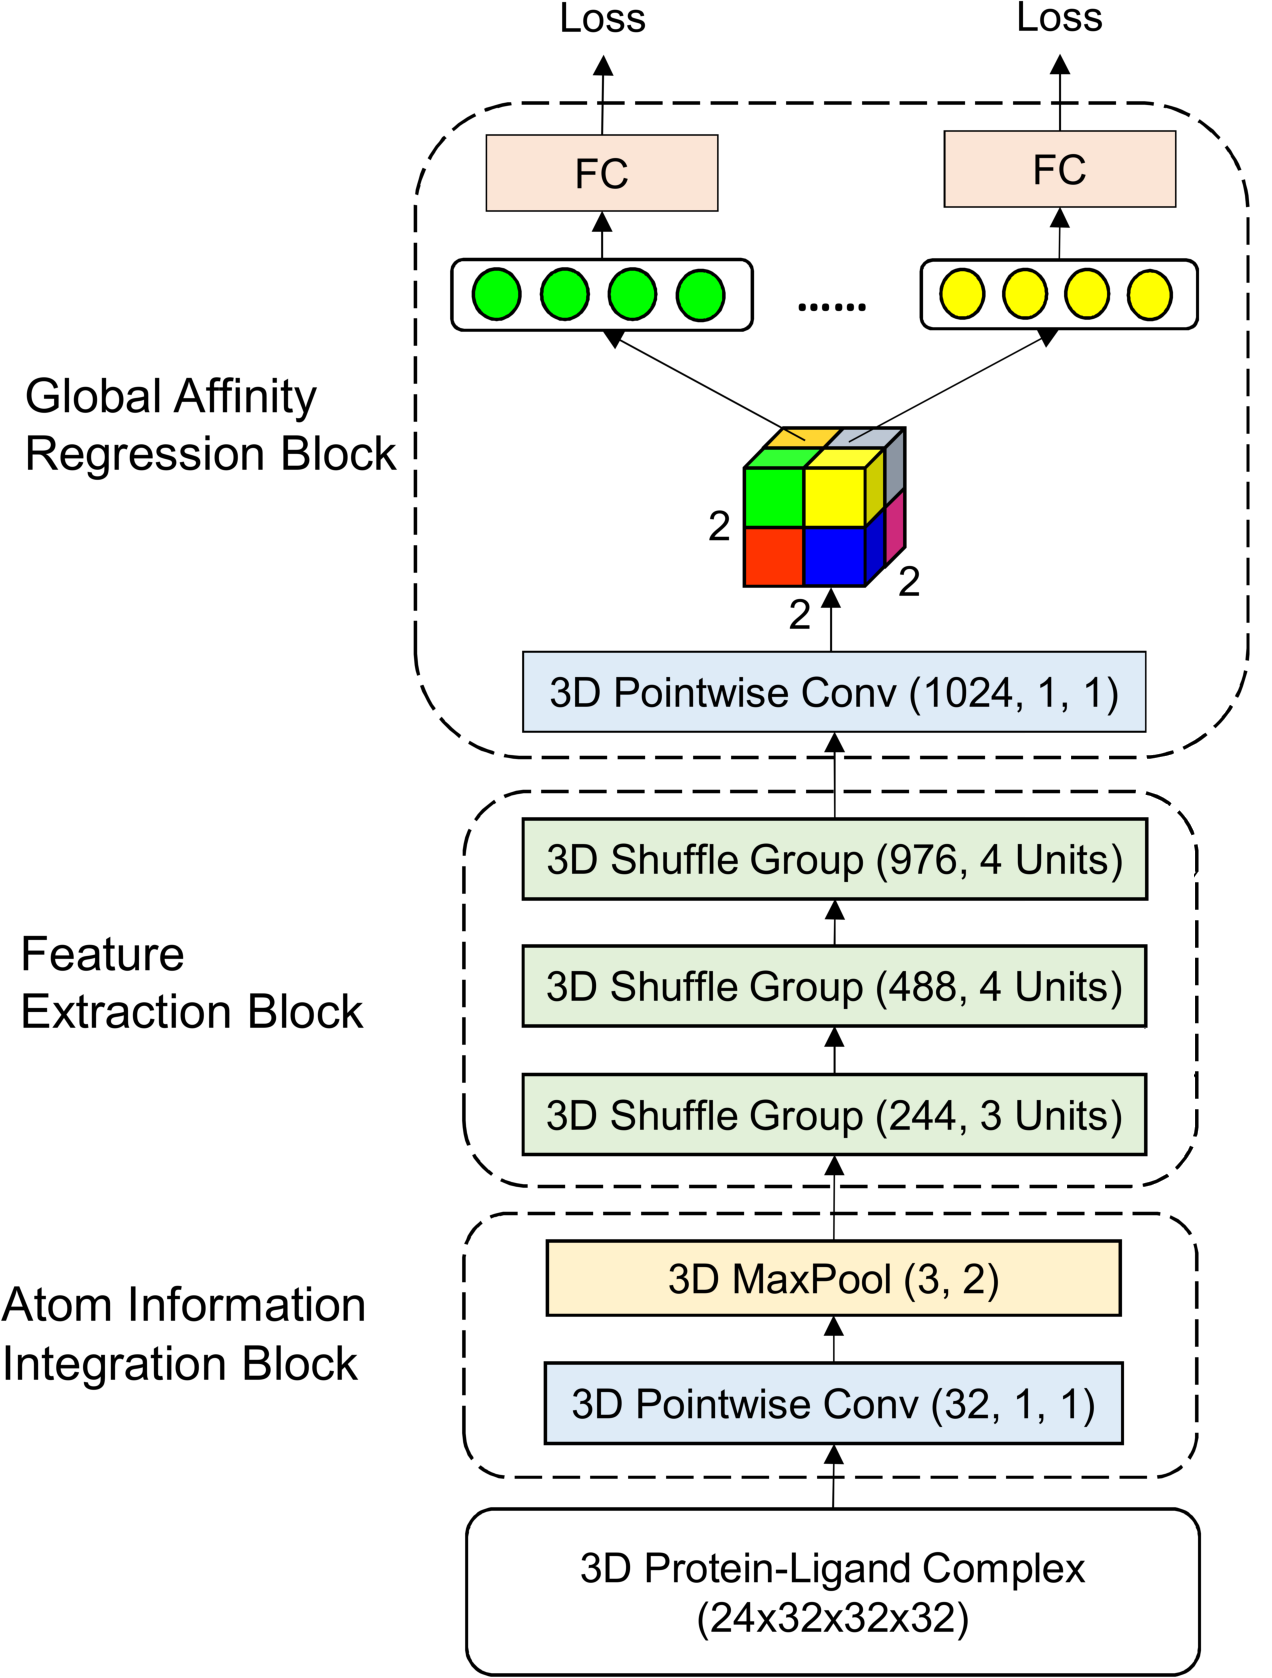 Loss
Loss
FC
FC
......
Global Affinity
Regression Block
2
2
2
3D Pointwise Conv (1024, 1, 1)
3D Shuffle Group (976, 4 Units)
Feature
Extraction Block
3D Shuffle Group (488, 4 Units)
3D Shuffle Group (244, 3 Units)
Atom Information
Integration Block
3D MaxPool (3, 2)
3D Pointwise Conv (32, 1, 1)
3D Protein-Ligand Complex
(24x32x32x32)